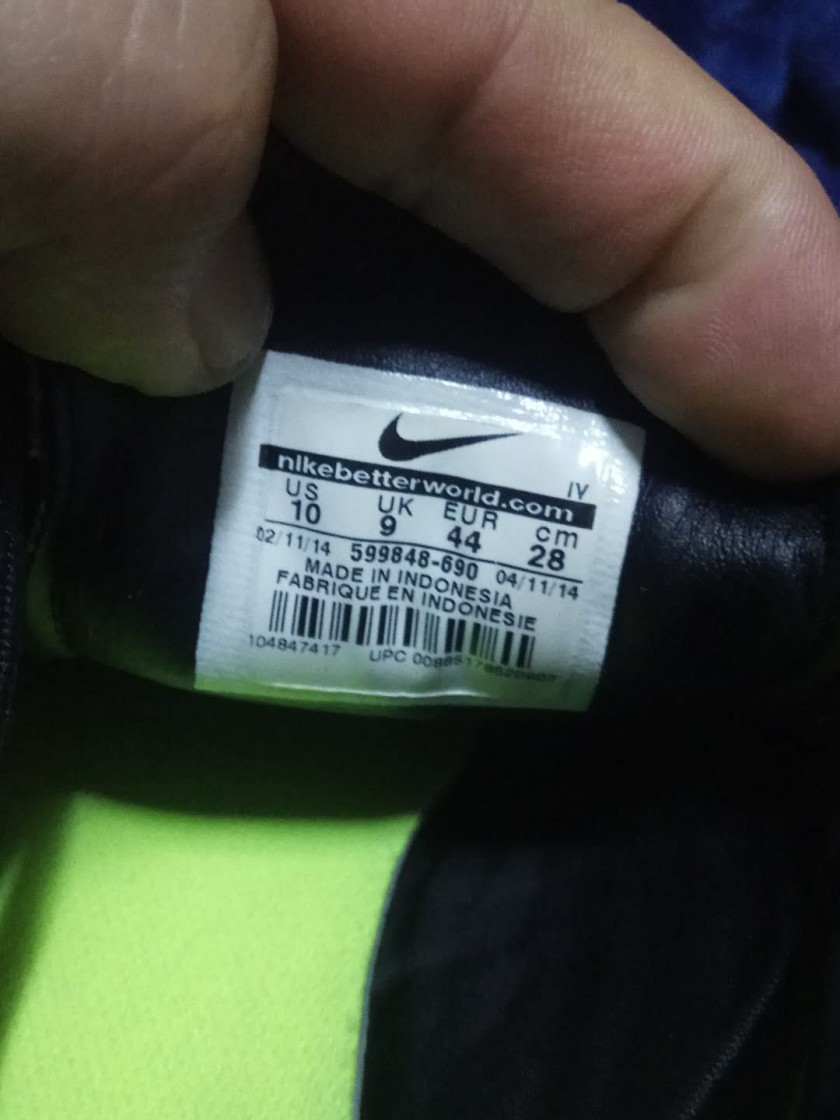 nikebetterworld.com
IV
US UK EUR cm
10 9 44 28
02/11/14 599848-690 04/11/14
MADE IN INDONESIA
FABRIQUE EN INDONESIE
104847417 UPC